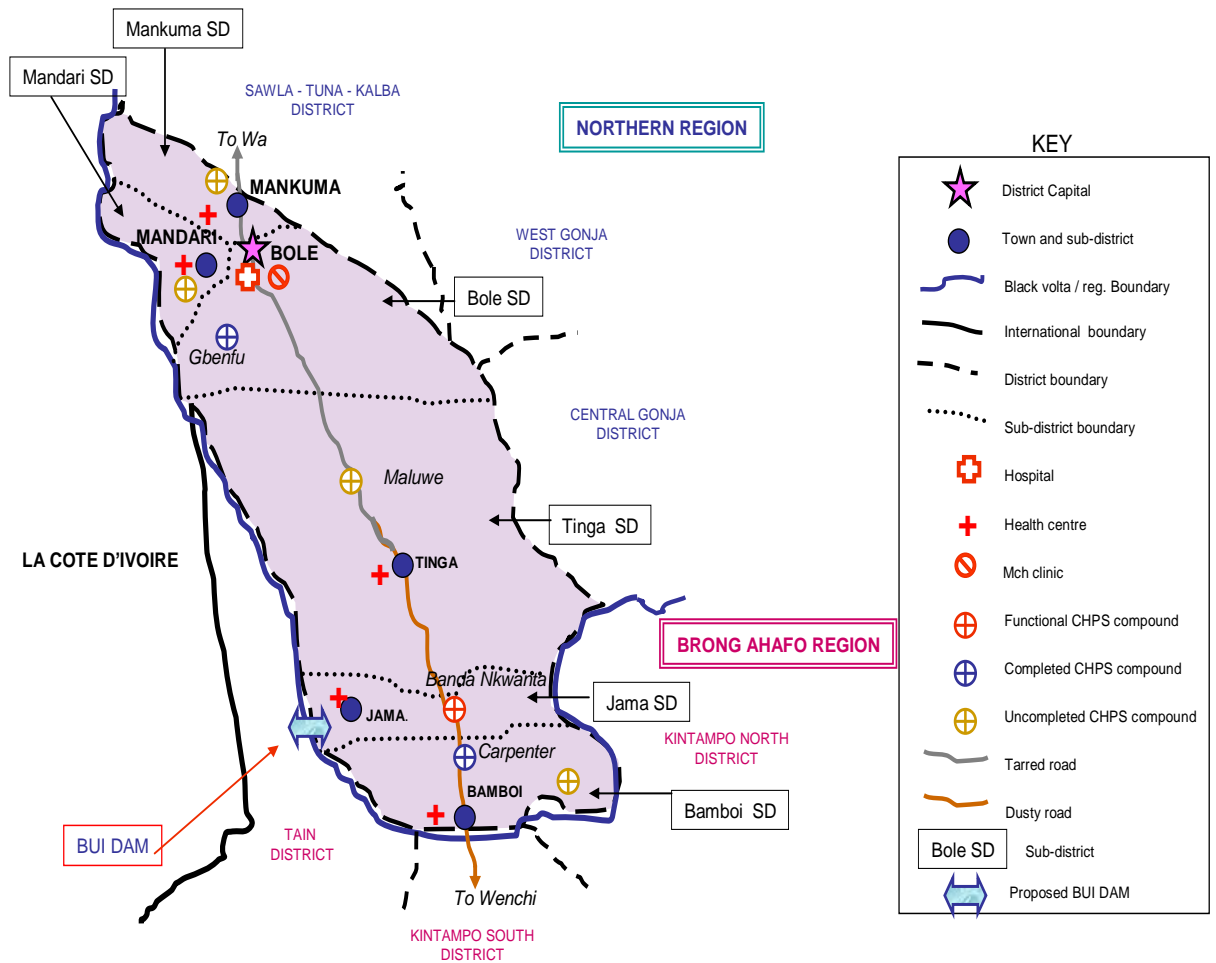 Mankuma SD
Mandari SD
SAWLA - TUNA - KALBA
DISTRICT
NORTHERN REGION
To Wa
MANKUMA
MANDARI
BOLE
WEST GONJA
DISTRICT
Bole SD
Gbenfu
CENTRAL GONJA
DISTRICT
Maluwe
Tinga  SD
LA COTE D'IVOIRE
TINGA
BRONG AHAFO REGION
Banda Nkwanta
Jama SD
JAMA.
KINTAMPO NORTH
DISTRICT
Carpenter
BAMBOI
Bamboi  SD
BUI DAM
TAIN
DISTRICT
To Wenchi
KINTAMPO SOUTH
DISTRICT
KEY
District Capital
Town and sub-district
Black volta / reg. Boundary
International  boundary
District boundary
Sub-district boundary
Hospital
Health centre
Mch clinic
Functional CHPS compound
Completed CHPS compound
Uncompleted CHPS compound
Tarred road
Dusty road
Bole SD Sub-district
Proposed BUI DAM